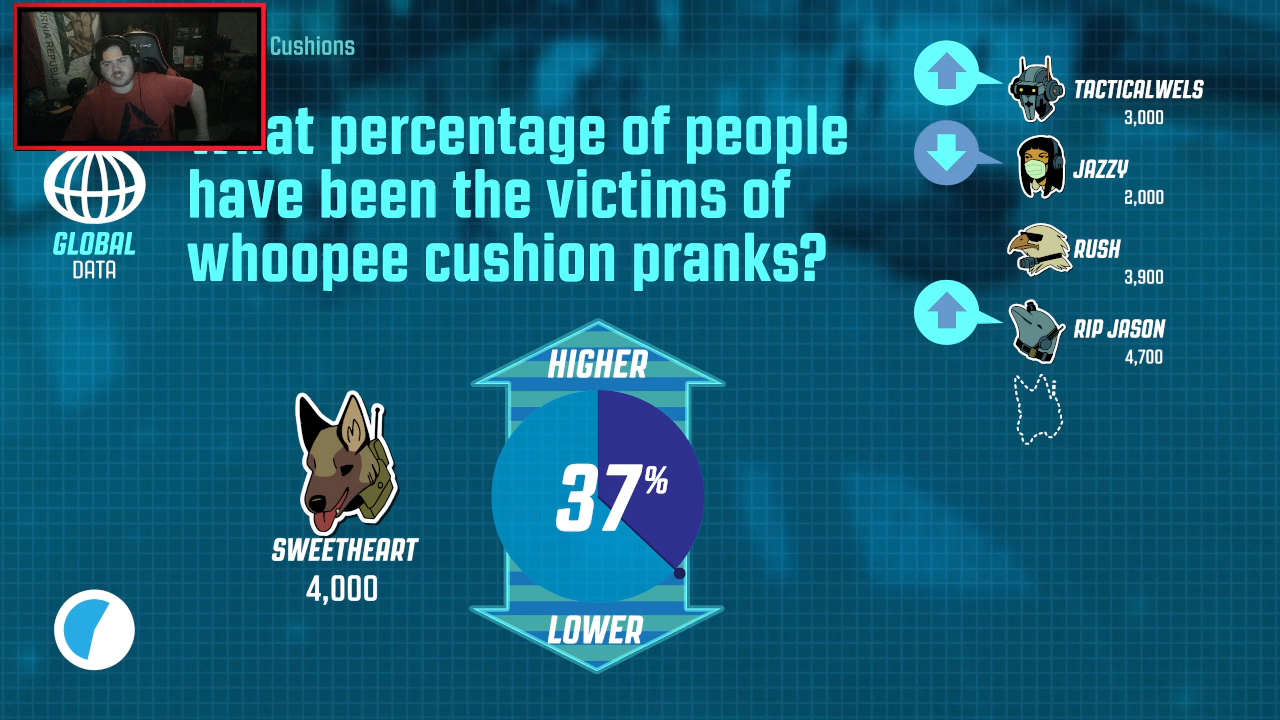 Cushions
TACTICALWELS
3,000
What percentage of people
have been the victims of
whoopee cushion pranks?
GLOBAL
DATA
JAZZY
2,000
RUSH
3,900
RIP JASON
4,700
HIGHER
37%
SWEETHEART
4,000
LOWER